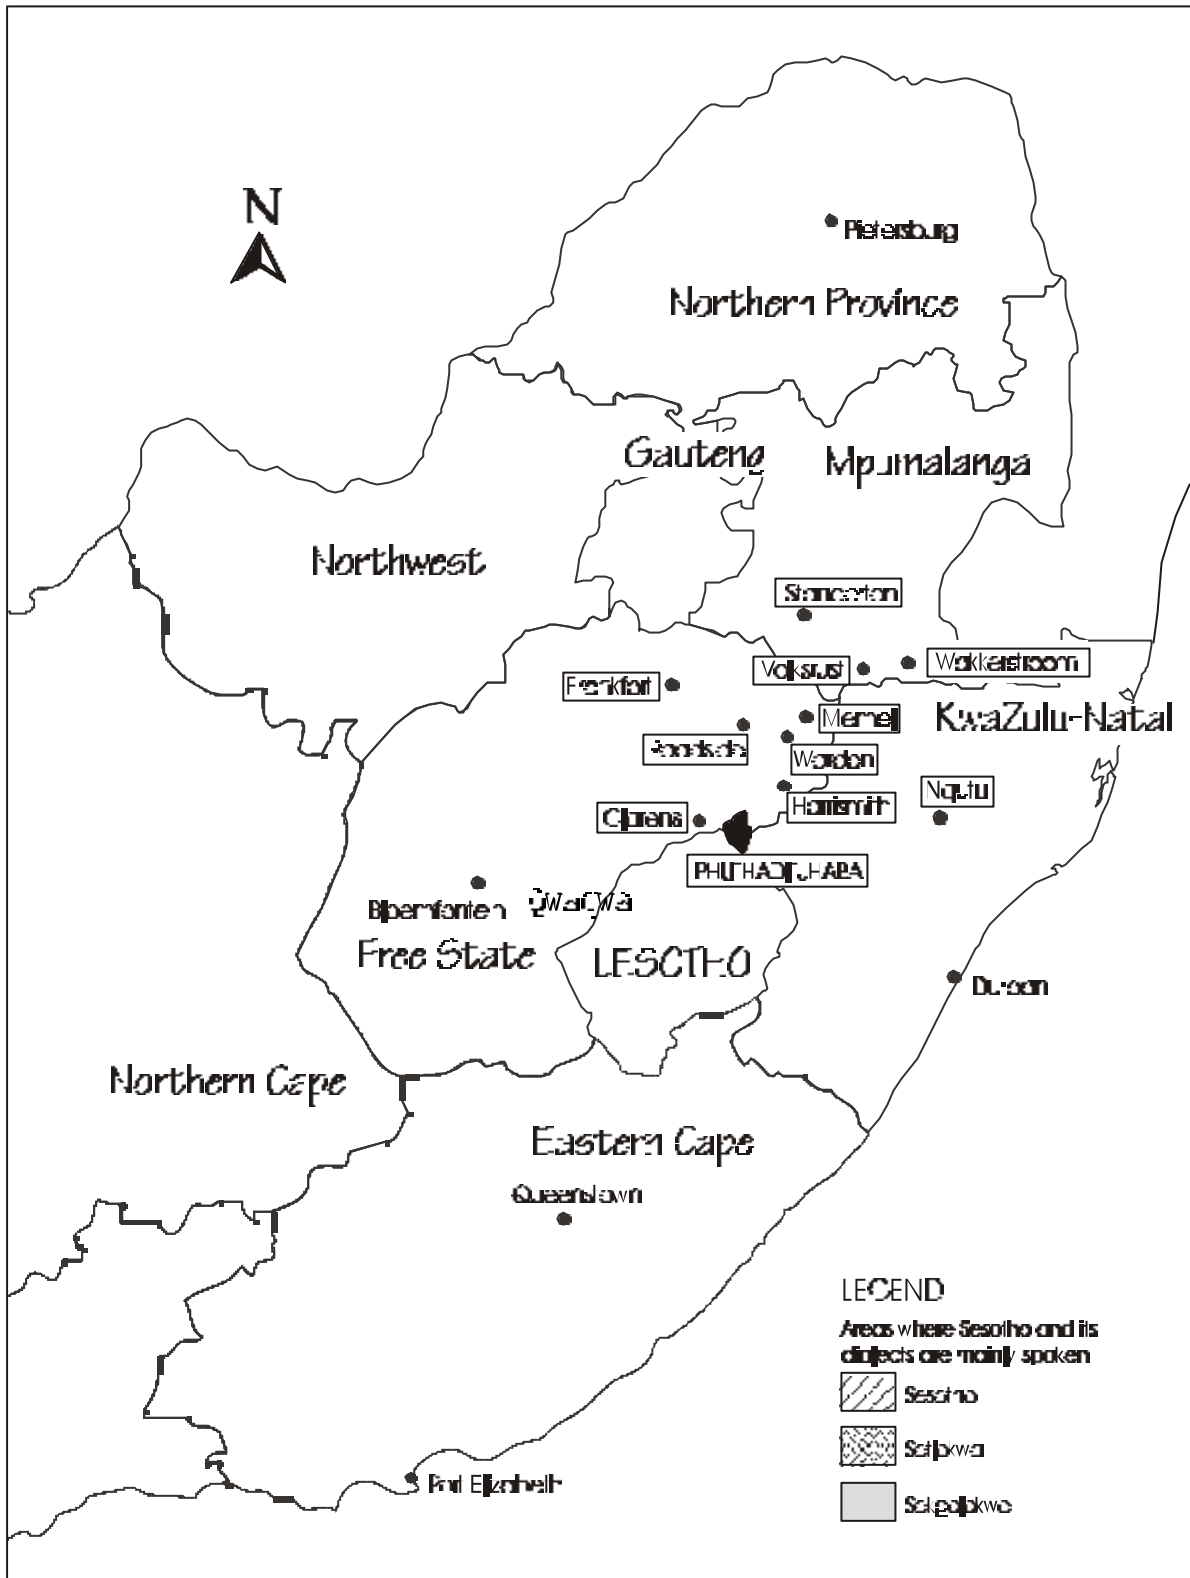 N
Pietersburg
Northern Province
Gauteng
Mpumalanga
Northwest
Standerton
Volksrust
Wakkerstroom
Frankfort
Memel
KwaZulu-Natal
Warden
Nqutu
Harrismith
Clarens
PHUTHADITJHABA
Bloemfontein
QwaQwa
Free State
LESOTHO
Durban
Northern Cape
Eastern Cape
Queenstown
LEGEND
Areas where Sesotho and its
dialects are mainly spoken
Sesotho
Setlokwa
Port Elizabeth